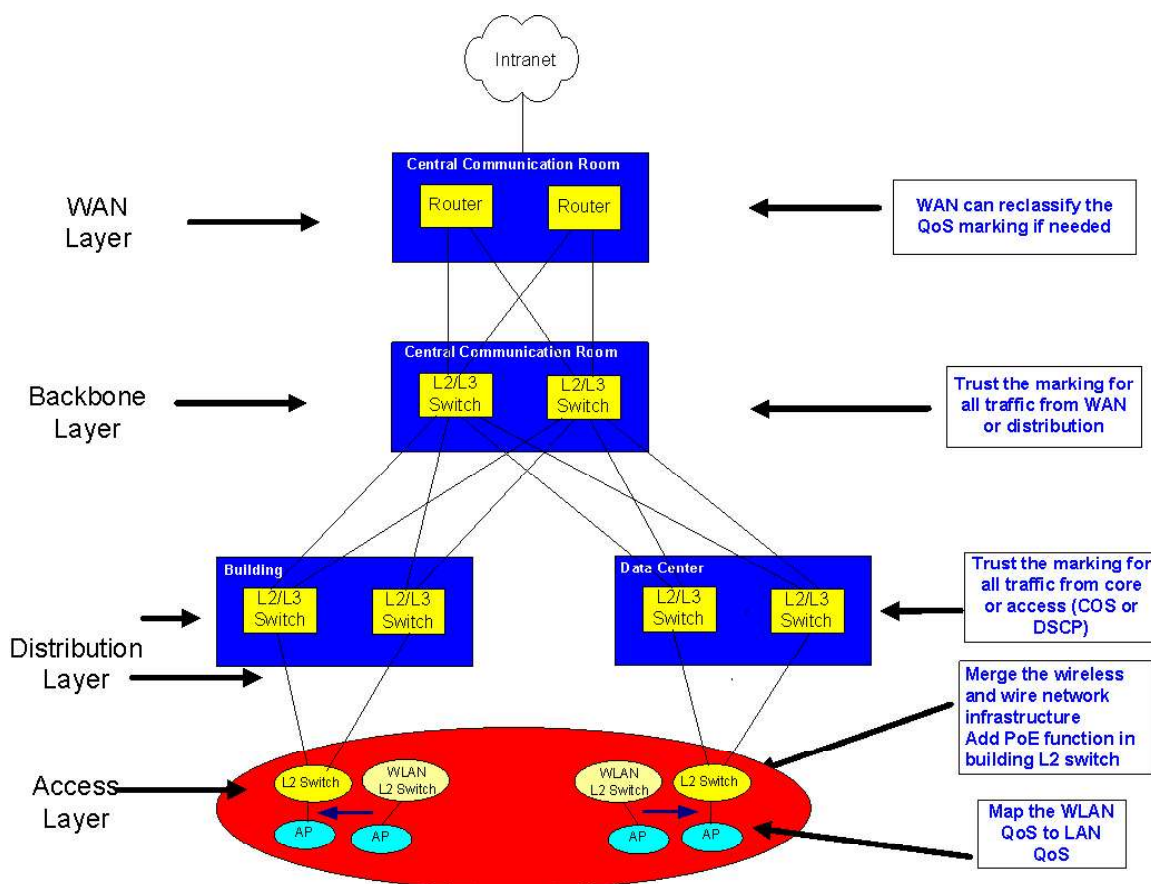 Intranet
Central Communication Room
Router
Router
WAN
Layer
WAN can reclassify the
QoS marking if needed
Central Communication Room
L2/L3
Switch
L2/L3
Switch
Backbone
Layer
Trust the marking for
all traffic from WAN
or distribution
Building
L2/L3
Switch
L2/L3
Switch
Data Center
L2/L3
Switch
L2/L3
Switch
Trust the marking for
all traffic from core
or access (COS or
DSCP)
Distribution
Layer
Merge the wireless
and wire network
infrastructure
Add PoE function in
building L2 switch
Access
Layer
L2 Switch
WLAN
L2 Switch
AP
AP
WLAN
L2 Switch
L2 Switch
AP
AP
Map the WLAN
QoS to LAN
QoS